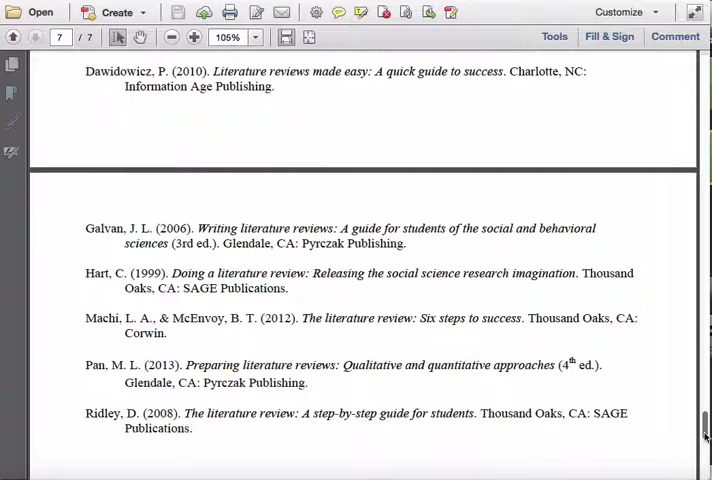 Open Create Customize
7 / 7 105% Tools Fill & Sign Comment
Dawidowicz, P. (2010). Literature reviews made easy: A quick guide to success. Charlotte, NC:
Information Age Publishing.
Galvan, J. L. (2006). Writing literature reviews: A guide for students of the social and behavioral
sciences (3rd ed.). Glendale, CA: Pyrczak Publishing.
Hart, C. (1999). Doing a literature review: Releasing the social science research imagination. Thousand
Oaks, CA: SAGE Publications.
Machi, L. A., & McEnvoy, B. T. (2012). The literature review: Six steps to success. Thousand Oaks, CA:
Corwin.
Pan, M. L. (2013). Preparing literature reviews: Qualitative and quantitative approaches (4th ed.).
Glendale, CA: Pyrczak Publishing.
Ridley, D. (2008). The literature review: A step-by-step guide for students. Thousand Oaks, CA: SAGE
Publications.